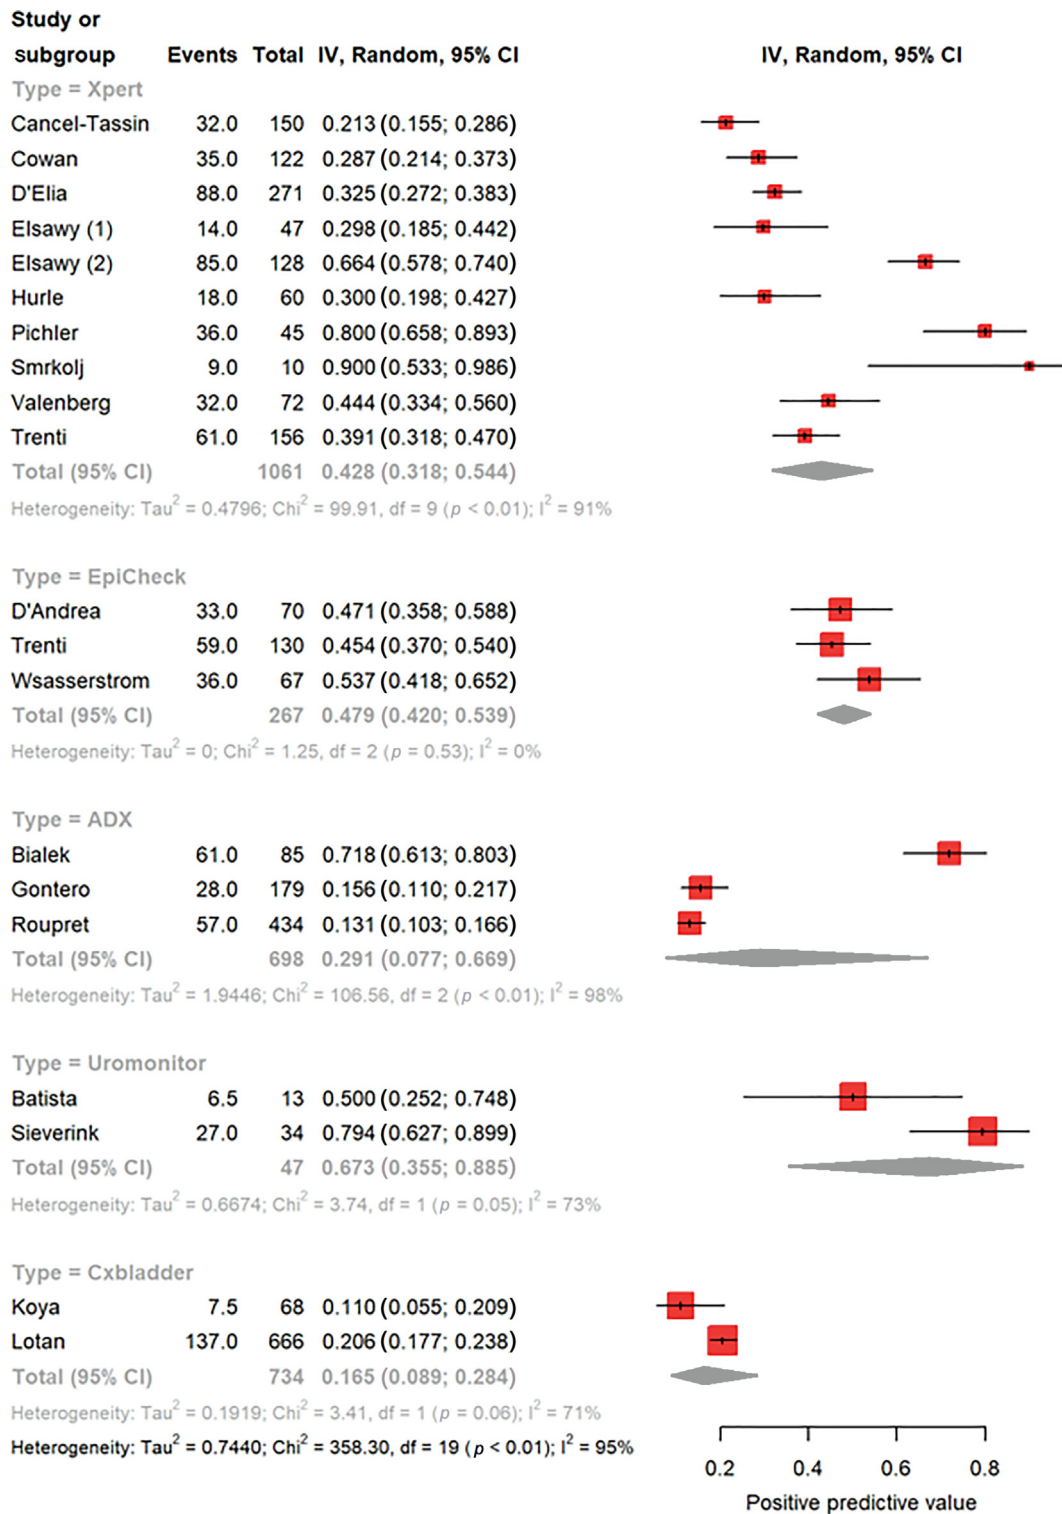 Study or
subgroup Events Total IV, Random, 95% CI IV, Random, 95% CI
Type = Xpert
Cancel-Tassin 32.0 150 0.213 (0.155; 0.286)
Cowan 35.0 122 0.287 (0.214; 0.373)
D'Elia 88.0 271 0.325 (0.272; 0.383)
Elsawy (1) 14.0 47 0.298 (0.185; 0.442)
Elsawy (2) 85.0 128 0.664 (0.578; 0.740)
Hurle 18.0 60 0.300 (0.198; 0.427)
Pichler 36.0 45 0.800 (0.658; 0.893)
Smrkolj 9.0 10 0.900 (0.533; 0.986)
Valenberg 32.0 72 0.444 (0.334; 0.560)
Trenti 61.0 156 0.391 (0.318; 0.470)
Total (95% CI) 1061 0.428 (0.318; 0.544)
Heterogeneity: Tau² = 0.4796; Chi² = 99.91, df = 9 (p < 0.01); I² = 91%
Type = EpiCheck
D'Andrea 33.0 70 0.471 (0.358; 0.588)
Trenti 59.0 130 0.454 (0.370; 0.540)
Wsasserstrom 36.0 67 0.537 (0.418; 0.652)
Total (95% CI) 267 0.479 (0.420; 0.539)
Heterogeneity: Tau² = 0; Chi² = 1.25, df = 2 (p = 0.53); I² = 0%
Type = ADX
Bialek 61.0 85 0.718 (0.613; 0.803)
Gontero 28.0 179 0.156 (0.110; 0.217)
Roupret 57.0 434 0.131 (0.103; 0.166)
Total (95% CI) 698 0.291 (0.077; 0.669)
Heterogeneity: Tau² = 1.9446; Chi² = 106.56, df = 2 (p < 0.01); I² = 98%
Type = Uromonitor
Batista 6.5 13 0.500 (0.252; 0.748)
Sieverink 27.0 34 0.794 (0.627; 0.899)
Total (95% CI) 47 0.673 (0.355; 0.885)
Heterogeneity: Tau² = 0.6674; Chi² = 3.74, df = 1 (p = 0.05); I² = 73%
Type = Cxbladder
Koya 7.5 68 0.110 (0.055; 0.209)
Lotan 137.0 666 0.206 (0.177; 0.238)
Total (95% CI) 734 0.165 (0.089; 0.284)
Heterogeneity: Tau² = 0.1919; Chi² = 3.41, df = 1 (p = 0.06); I² = 71%
Heterogeneity: Tau² = 0.7440; Chi² = 358.30, df = 19 (p < 0.01); I² = 95%
0.2 0.4 0.6 0.8
Positive predictive value